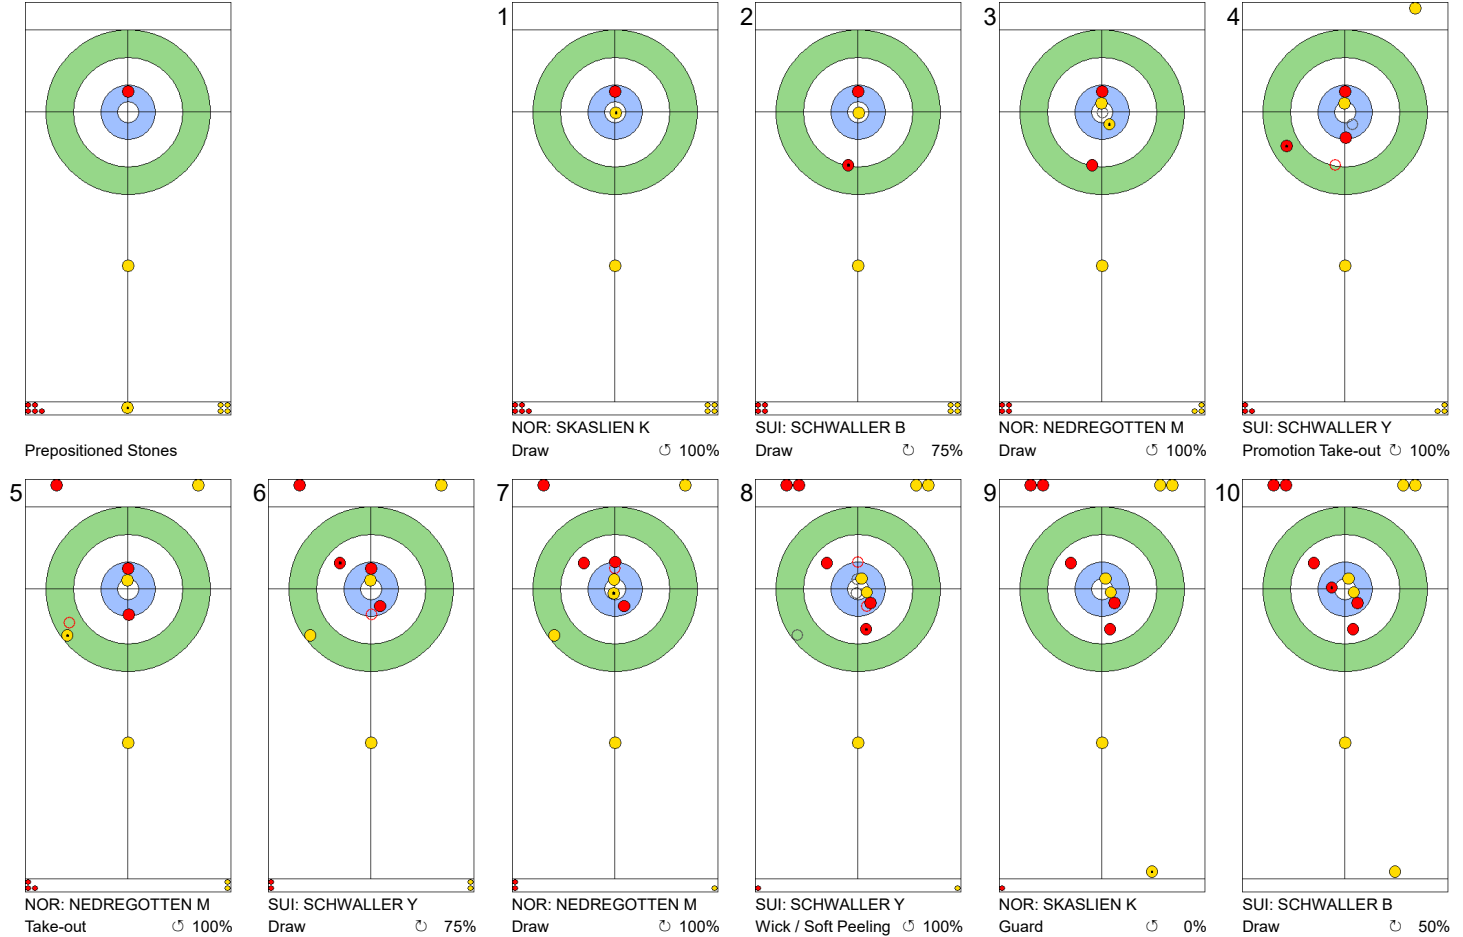 1
2
3
4
Prepositioned Stones
NOR: SKASLIEN K
Draw ↺ 100%
SUI: SCHWALLER B
Draw ↻ 75%
NOR: NEDREGOTTEN M
Draw ↺ 100%
SUI: SCHWALLER Y
Promotion Take-out ↻ 100%
5
6
7
8
9
10
NOR: NEDREGOTTEN M
Take-out ↺ 100%
SUI: SCHWALLER Y
Draw ↺ 75%
NOR: NEDREGOTTEN M
Draw ↺ 100%
SUI: SCHWALLER Y
Wick / Soft Peeling ↺ 100%
NOR: SKASLIEN K
Guard ↺ 0%
SUI: SCHWALLER B
Draw ↻ 50%